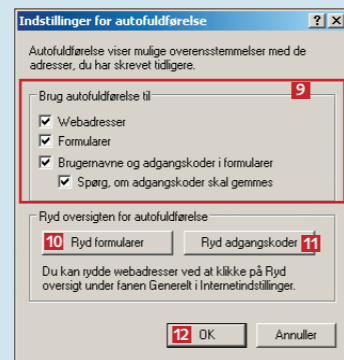 Indstillinger for autofuldførelse
Autofuldførelse viser mulige overensstemmelser med de
adresser, du har skrevet tidligere.
Brug autofuldførelse til 9
Webadresser
Formularer
Brugernavne og adgangskoder i formularer
Spørg, om adgangskoder skal gemmes
Ryd oversigten for autofuldførelse
10 Ryd formularer Ryd adgangskoder 11
Du kan rydde webadresser ved at klikke på Ryd
oversigt under fanen Generelt i Internetindstillinger.
12 OK Annuller